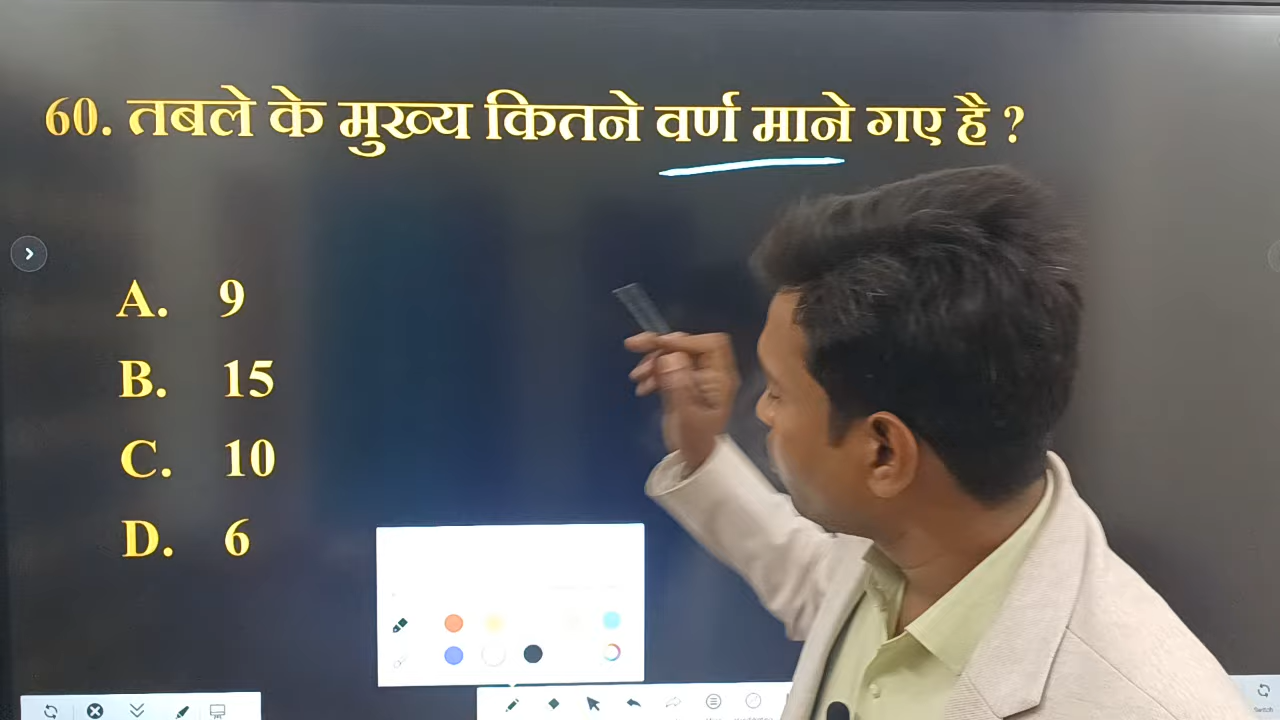 60. तबले के मुख्य कितने वर्ण माने गए है ?
A. 9
B. 15
C. 10
D. 6